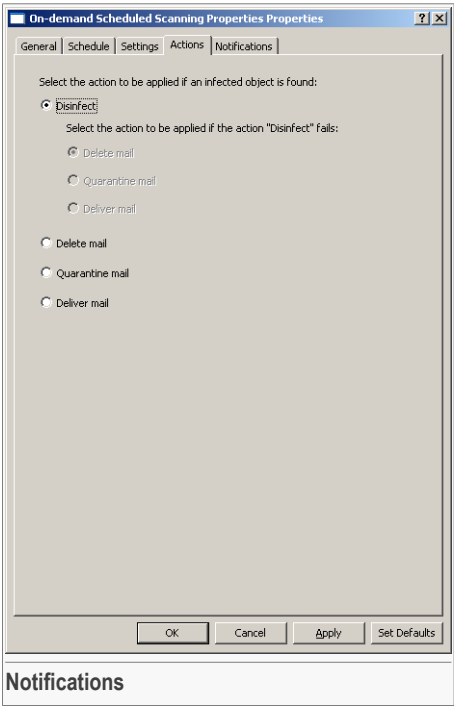 On-demand Scheduled Scanning Properties Properties
General Schedule Settings Actions Notifications
Select the action to be applied if an infected object is found:
Disinfect
Select the action to be applied if the action "Disinfect" fails:
Delete mail
Quarantine mail
Deliver mail
Delete mail
Quarantine mail
Deliver mail
OK Cancel Apply Set Defaults
Notifications